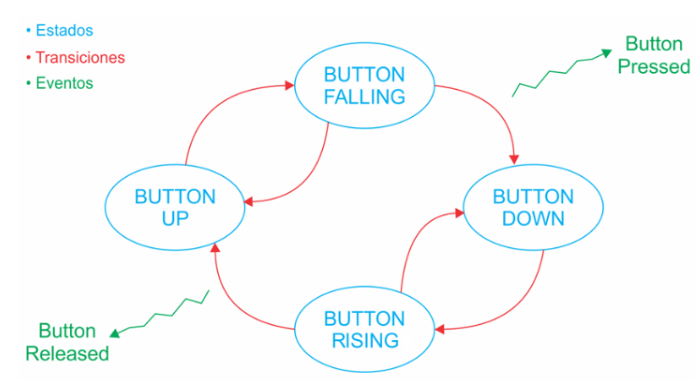 • Estados
• Transiciones
• Eventos
Button
Pressed
BUTTON
FALLING
BUTTON
UP
BUTTON
DOWN
BUTTON
RISING
Button
Released